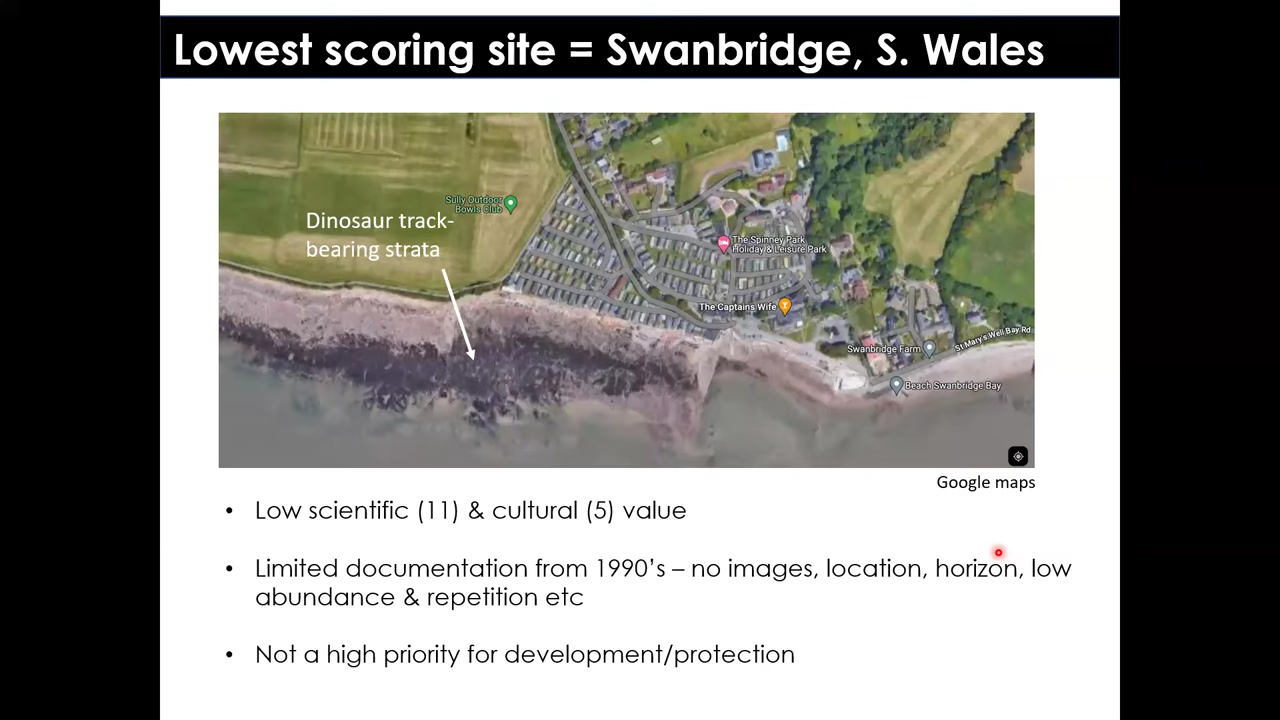 Lowest scoring site = Swanbridge, S. Wales
Sully Outdoor
Bowls Club
Dinosaur track-
bearing strata
The Spinney Park
Holiday & Leisure Park
The Captains Wife
Swanbridge Farm
St Mary's Well Bay Rd
Beach Swanbridge Bay
Google maps
• Low scientific (11) & cultural (5) value
• Limited documentation from 1990's – no images, location, horizon, low
abundance & repetition etc
• Not a high priority for development/protection